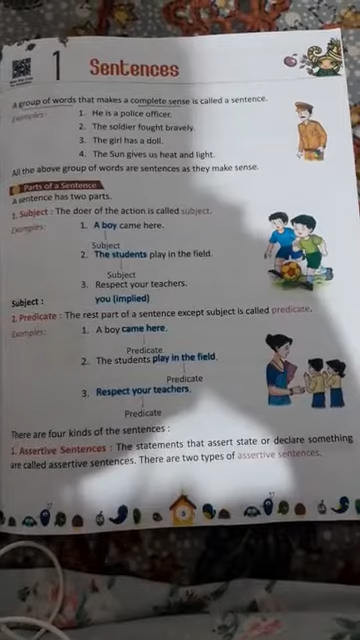 1 Sentences
A group of words that makes a complete sense is called a sentence.
Examples: 1. He is a police officer.
2. The soldier fought bravely.
3. The girl has a doll.
4. The Sun gives us heat and light.
All the above group of words are sentences as they make sense.
Parts of a Sentence
A sentence has two parts.
1. Subject : The doer of the action is called subject.
Examples: 1. A boy came here.
Subject
2. The students play in the field.
Subject
3. Respect your teachers.
Subject : you (implied)
2. Predicate : The rest part of a sentence except subject is called predicate.
Examples: 1. A boy came here.
Predicate
2. The students play in the field.
Predicate
3. Respect your teachers.
Predicate
There are four kinds of the sentences :
1. Assertive Sentences : The statements that assert state or declare something
are called assertive sentences. There are two types of assertive sentences.